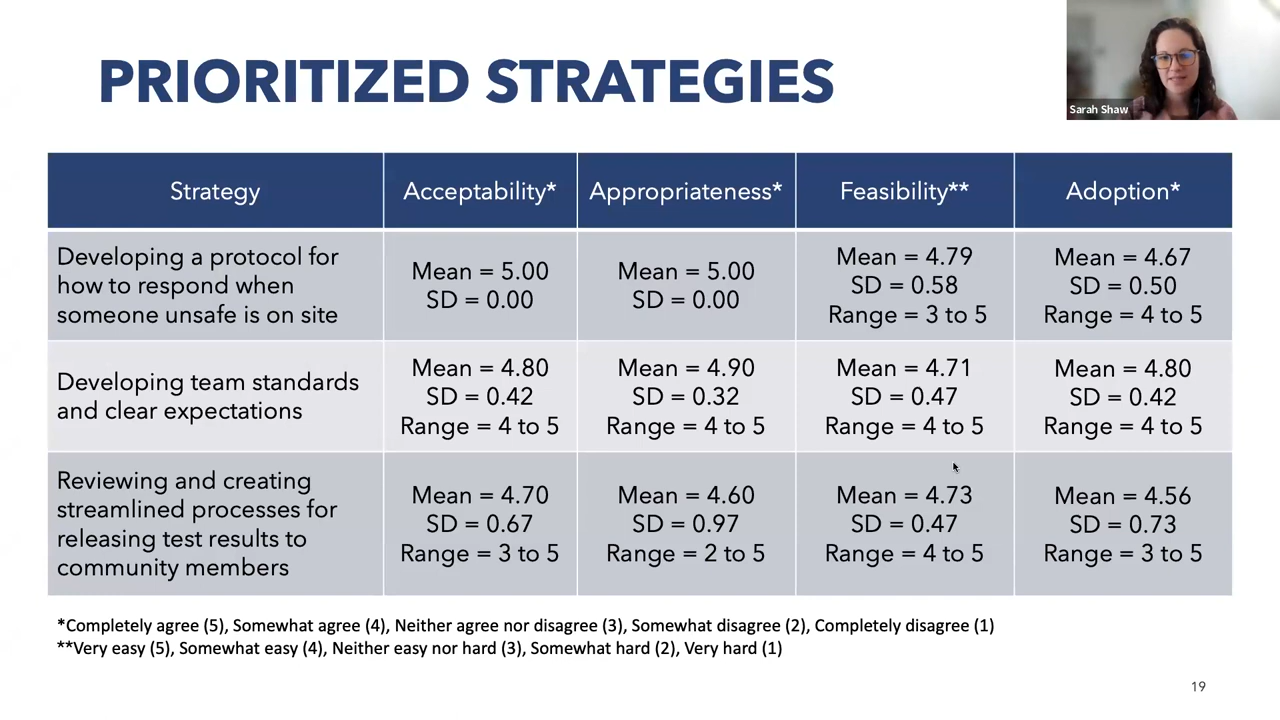 PRIORITIZED STRATEGIES
Sarah Shaw
Strategy
Acceptability*
Appropriateness*
Feasibility**
Adoption*
Developing a protocol for
how to respond when
someone unsafe is on site
Mean = 5.00
SD = 0.00
Mean = 5.00
SD = 0.00
Mean = 4.79
SD = 0.58
Range = 3 to 5
Mean = 4.67
SD = 0.50
Range = 4 to 5
Developing team standards
and clear expectations
Mean = 4.80
SD = 0.42
Range = 4 to 5
Mean = 4.90
SD = 0.32
Range = 4 to 5
Mean = 4.71
SD = 0.47
Range = 4 to 5
Mean = 4.80
SD = 0.42
Range = 4 to 5
Reviewing and creating
streamlined processes for
releasing test results to
community members
Mean = 4.70
SD = 0.67
Range = 3 to 5
Mean = 4.60
SD = 0.97
Range = 2 to 5
Mean = 4.73
SD = 0.47
Range = 4 to 5
Mean = 4.56
SD = 0.73
Range = 3 to 5
*Completely agree (5), Somewhat agree (4), Neither agree nor disagree (3), Somewhat disagree (2), Completely disagree (1)
**Very easy (5), Somewhat easy (4), Neither easy nor hard (3), Somewhat hard (2), Very hard (1)
19